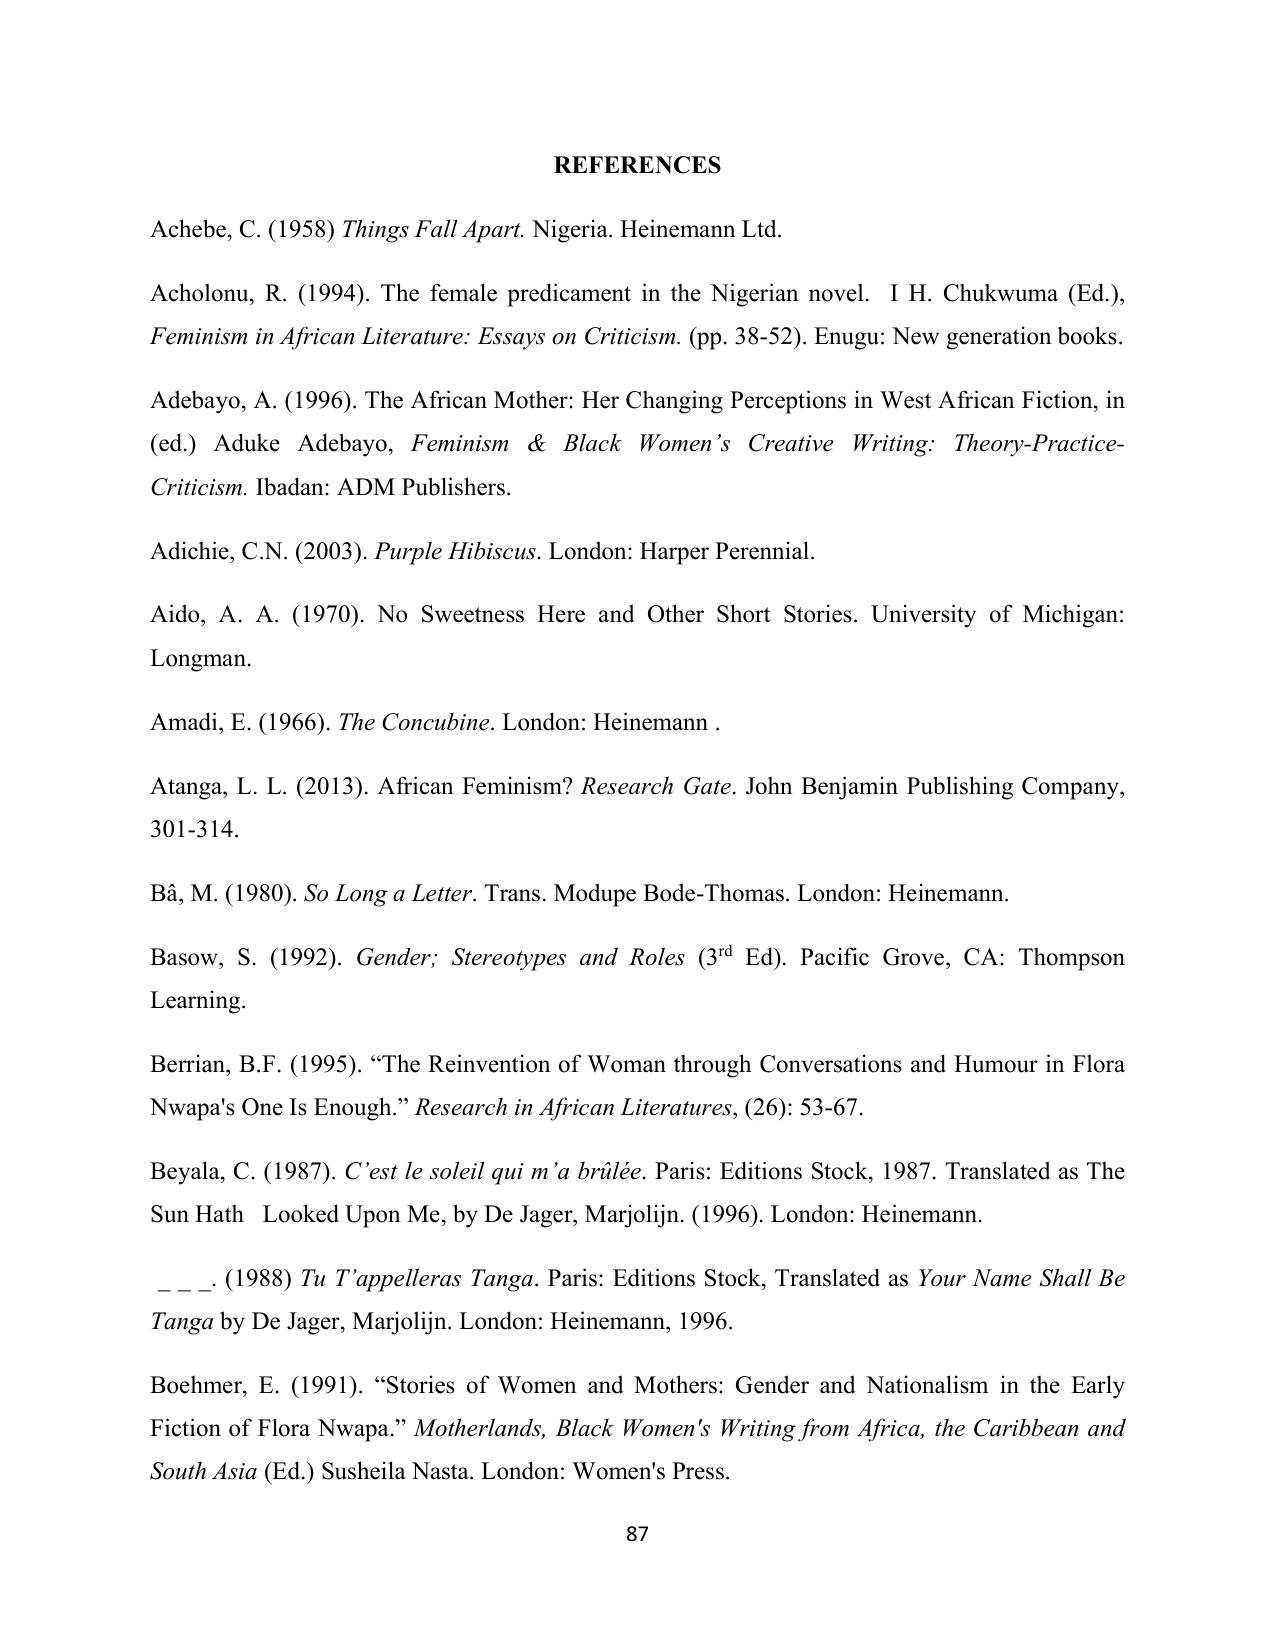 REFERENCES
Achebe, C. (1958) Things Fall Apart. Nigeria. Heinemann Ltd.
Acholonu, R. (1994). The female predicament in the Nigerian novel.  I H. Chukwuma (Ed.),
Feminism in African Literature: Essays on Criticism. (pp. 38-52). Enugu: New generation books.
Adebayo, A. (1996). The African Mother: Her Changing Perceptions in West African Fiction, in
(ed.) Aduke Adebayo, Feminism & Black Women’s Creative Writing: Theory-Practice-
Criticism. Ibadan: ADM Publishers.
Adichie, C.N. (2003). Purple Hibiscus. London: Harper Perennial.
Aido, A. A. (1970). No Sweetness Here and Other Short Stories. University of Michigan:
Longman.
Amadi, E. (1966). The Concubine. London: Heinemann .
Atanga, L. L. (2013). African Feminism? Research Gate. John Benjamin Publishing Company,
301-314.
Bâ, M. (1980). So Long a Letter. Trans. Modupe Bode-Thomas. London: Heinemann.
Basow, S. (1992). Gender; Stereotypes and Roles (3rd Ed). Pacific Grove, CA: Thompson
Learning.
Berrian, B.F. (1995). “The Reinvention of Woman through Conversations and Humour in Flora
Nwapa's One Is Enough.” Research in African Literatures, (26): 53-67.
Beyala, C. (1987). C’est le soleil qui m’a brûlée. Paris: Editions Stock, 1987. Translated as The
Sun Hath  Looked Upon Me, by De Jager, Marjolijn. (1996). London: Heinemann.
_ _ _. (1988) Tu T’appelleras Tanga. Paris: Editions Stock, Translated as Your Name Shall Be
Tanga by De Jager, Marjolijn. London: Heinemann, 1996.
Boehmer, E. (1991). “Stories of Women and Mothers: Gender and Nationalism in the Early
Fiction of Flora Nwapa.” Motherlands, Black Women's Writing from Africa, the Caribbean and
South Asia (Ed.) Susheila Nasta. London: Women's Press.
87